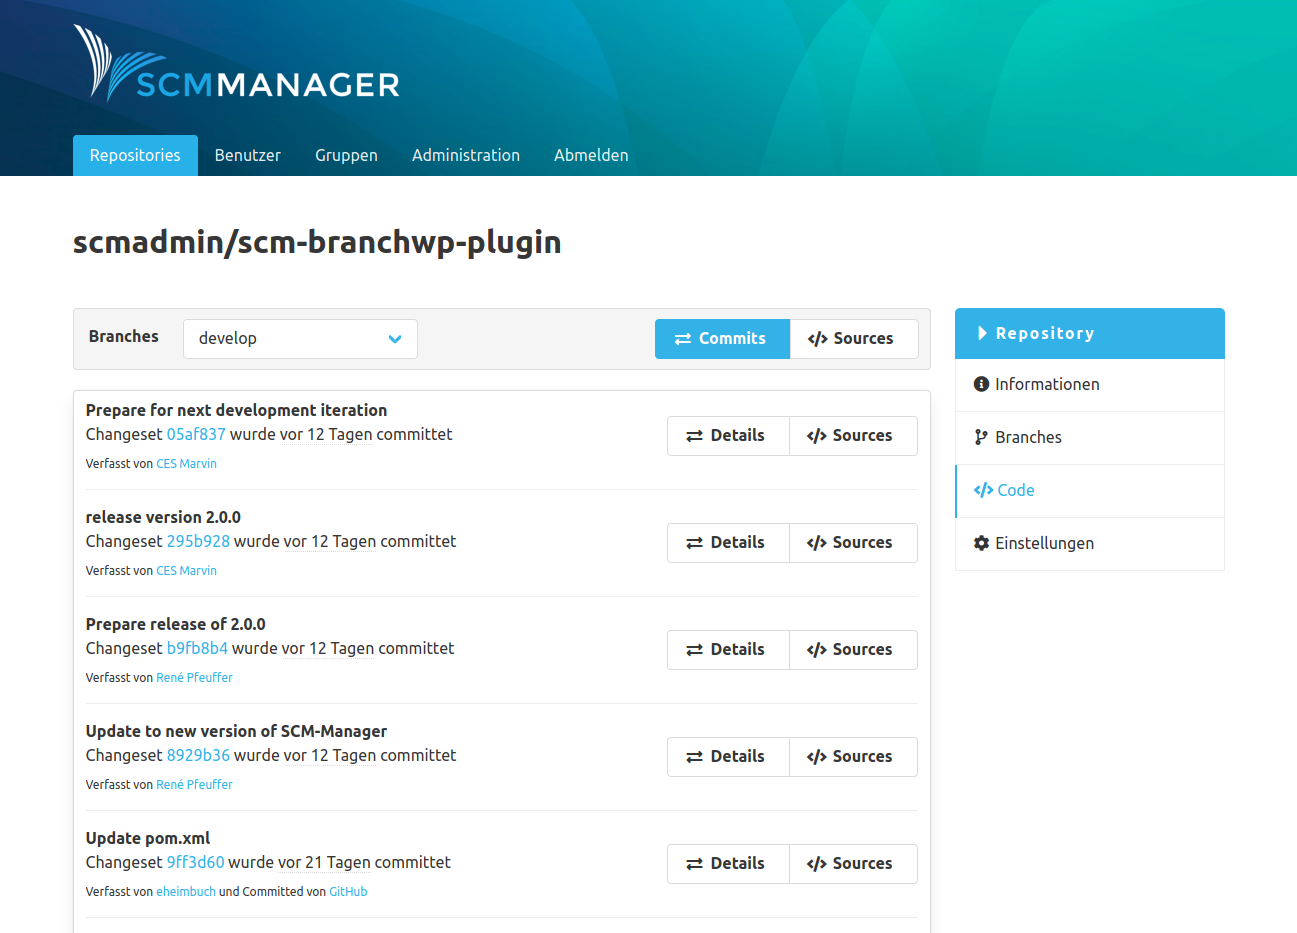 SCMMANAGER
Repositories Benutzer Gruppen Administration Abmelden
scmadmin/scm-branchwp-plugin
Branches develop Commits Sources
Prepare for next development iteration
Changeset 05af837 wurde vor 12 Tagen committet
Verfasst von CES Marvin
Details Sources
release version 2.0.0
Changeset 295b928 wurde vor 12 Tagen committet
Verfasst von CES Marvin
Details Sources
Prepare release of 2.0.0
Changeset b9fb8b4 wurde vor 12 Tagen committet
Verfasst von René Pfeuffer
Details Sources
Update to new version of SCM-Manager
Changeset 8929b36 wurde vor 12 Tagen committet
Verfasst von René Pfeuffer
Details Sources
Update pom.xml
Changeset 9ff3d60 wurde vor 21 Tagen committet
Verfasst von eheimbuch und Committed von GitHub
Details Sources
Repository
Informationen
Branches
Code
Einstellungen